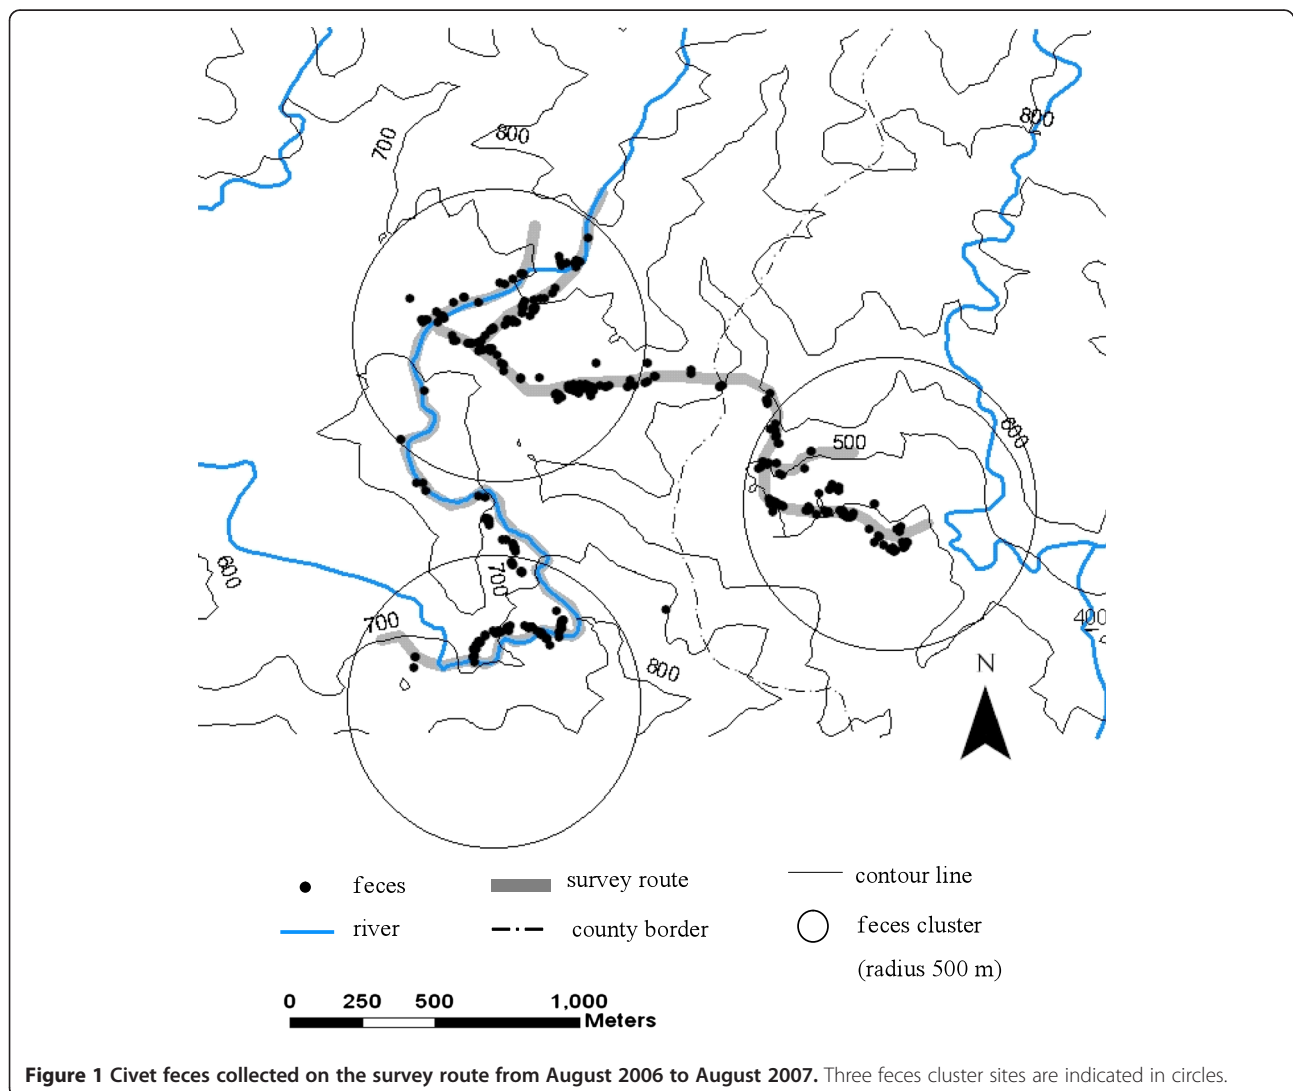 800
700
800
600
500
600
700
700
400
800
N
feces
survey route
contour line
river
county border
feces cluster
(radius 500 m)
0 250 500 1,000
Meters
Figure 1 Civet feces collected on the survey route from August 2006 to August 2007. Three feces cluster sites are indicated in circles.